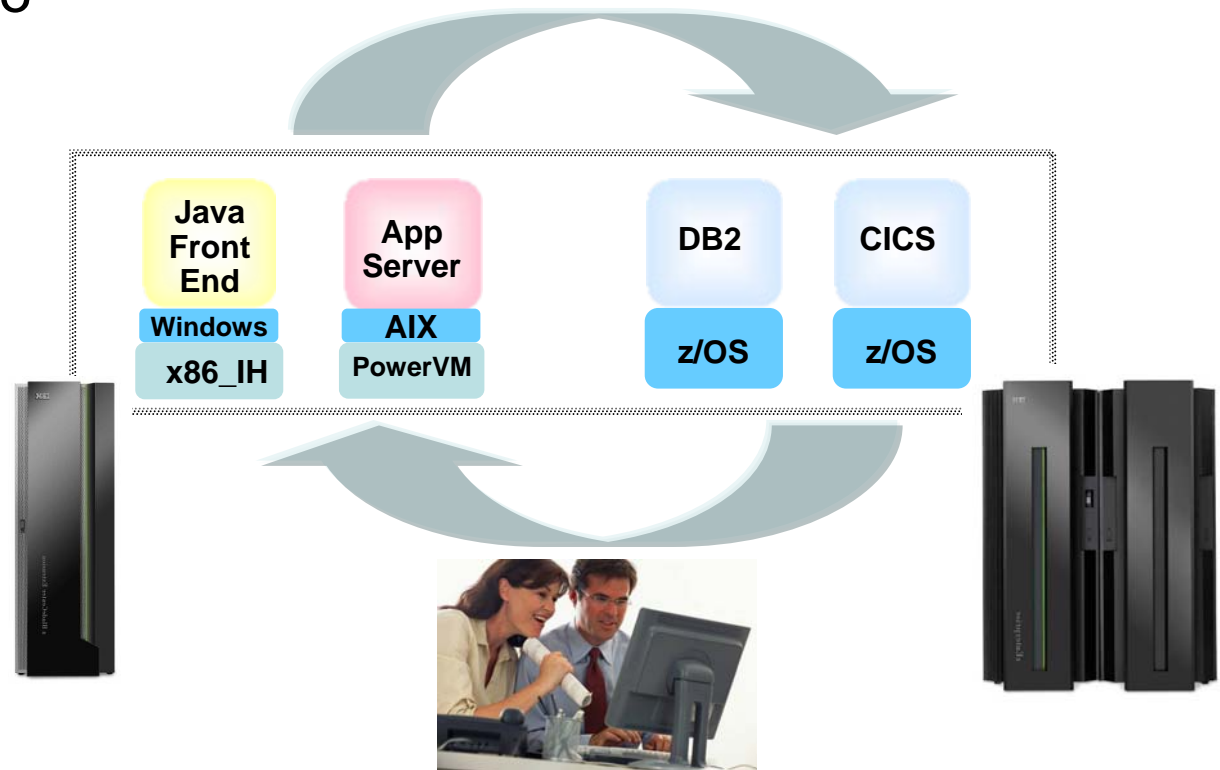 Java
Front
End
Windows
x86_IH
App
Server
AIX
PowerVM
DB2
z/OS
CICS
z/OS